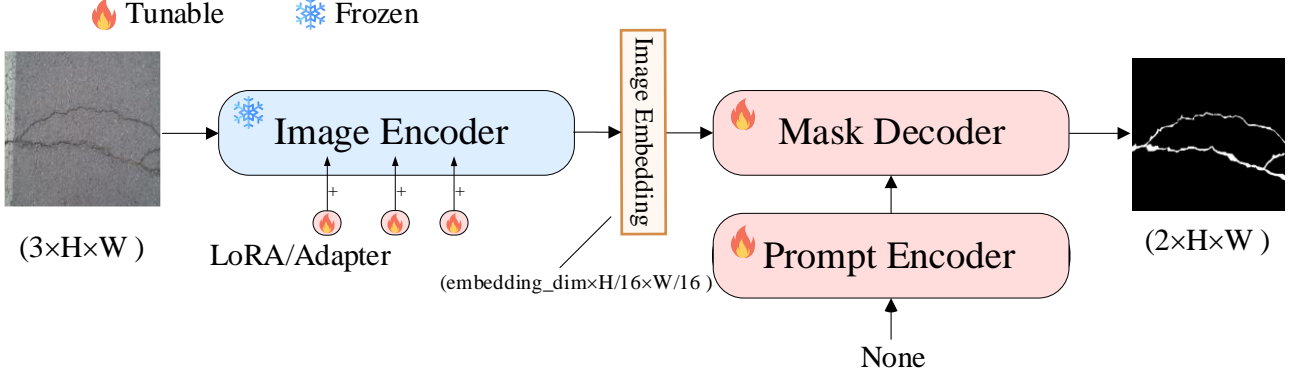 Tunable
Frozen
Image Encoder
Image Embedding
Mask Decoder
+
+
+
LoRA/Adapter
(3×H×W )
(embedding_dim×H/16×W/16 )
Prompt Encoder
(2×H×W )
None